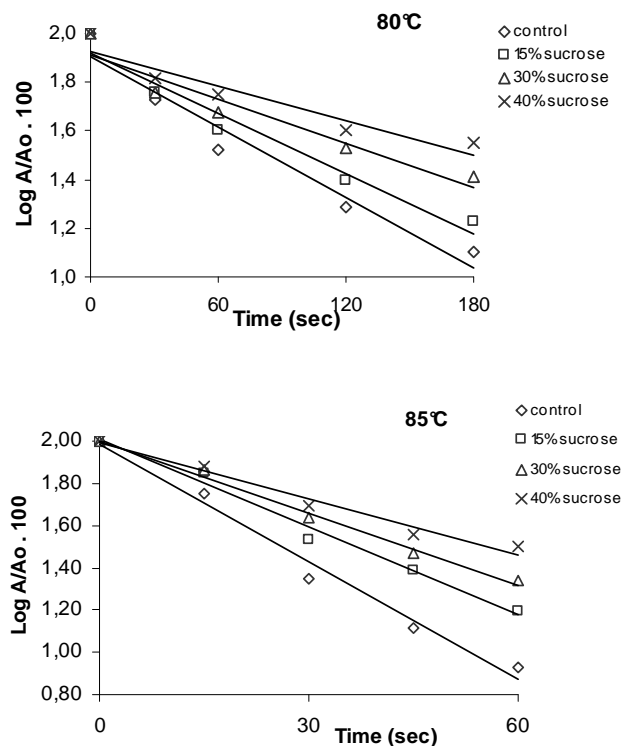 80°C
◇ control
□ 15%sucrose
△ 30%sucrose
× 40%sucrose
Log A/Ao . 100
2,0
1,8
1,6
1,4
1,2
1,0
0 60 120 180
Time (sec)
85°C
◇ control
□ 15%sucrose
△ 30%sucrose
× 40%sucrose
Log A/Ao . 100
2,00
1,80
1,60
1,40
1,20
1,00
0,80
0 30 60
Time (sec)